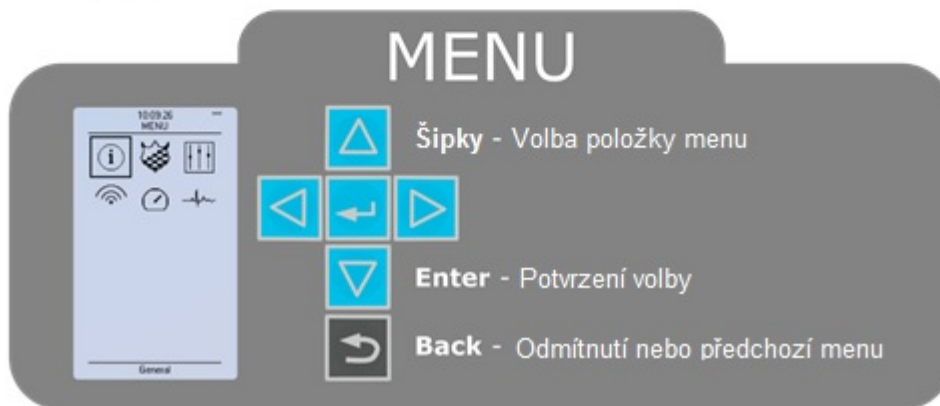 MENU
10:09:26
MENU
Šipky - Volba položky menu
Enter - Potvrzení volby
Back - Odmítnutí nebo předchozí menu
General